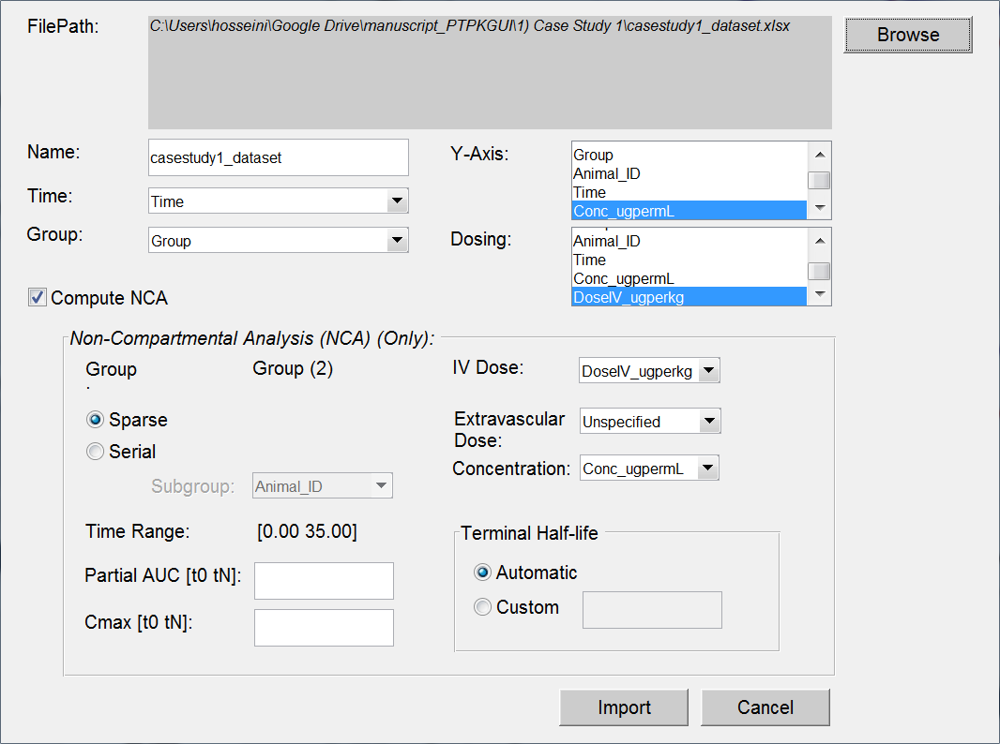 FilePath:
C:\Users\hosseini\Google Drive\manuscript_PTPKGUI\1) Case Study 1\casestudy1_dataset.xlsx
Browse
Name:
casestudy1_dataset
Time:
Time
Group:
Group
Y-Axis:
Group
Animal_ID
Time
Conc_ugpermL
Dosing:
Animal_ID
Time
Conc_ugpermL
DoseIV_ugperkg
Compute NCA
Non-Compartmental Analysis (NCA) (Only):
Group
Group (2)
Sparse
Serial
Subgroup:
Animal_ID
Time Range:
[0.00 35.00]
Partial AUC [t0 tN]:
Cmax [t0 tN]:
IV Dose:
DoseIV_ugperkg
Extravascular
Dose:
Unspecified
Concentration:
Conc_ugpermL
Terminal Half-life
Automatic
Custom
Import
Cancel